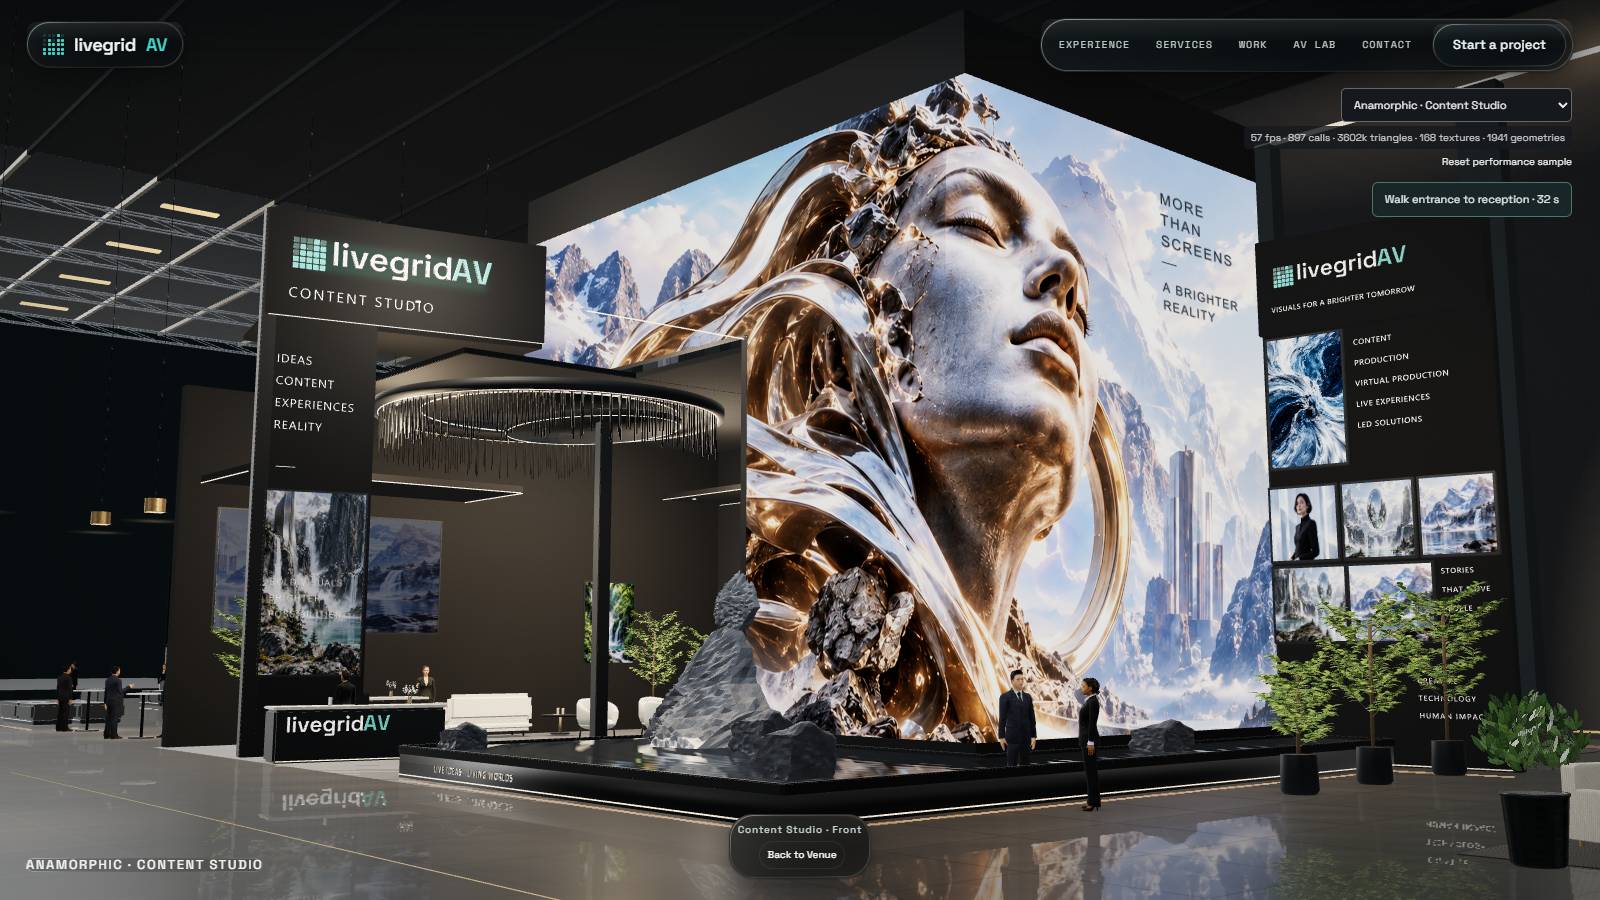 livegrid AV
EXPERIENCE
SERVICES
WORK
AV LAB
CONTACT
Start a project
Anamorphic · Content Studio
57 fps · 897 calls · 3602k triangles · 168 textures · 1941 geometries
Reset performance sample
Walk entrance to reception · 32 s
livegridAV
CONTENT STUDIO
IDEAS
CONTENT
EXPERIENCES
REALITY
MORE
THAN
SCREENS
—
A BRIGHTER
REALITY
livegridAV
VISUALS FOR A BRIGHTER TOMORROW
CONTENT
PRODUCTION
VIRTUAL PRODUCTION
LIVE EXPERIENCES
LED SOLUTIONS
STORIES
THAT
TECHNOLOGY
HUMAN IMPAC
livegridAV
LIVE IDEAS LIVING WORLDS
Content Studio · Front
Back to Venue
ANAMORPHIC · CONTENT STUDIO